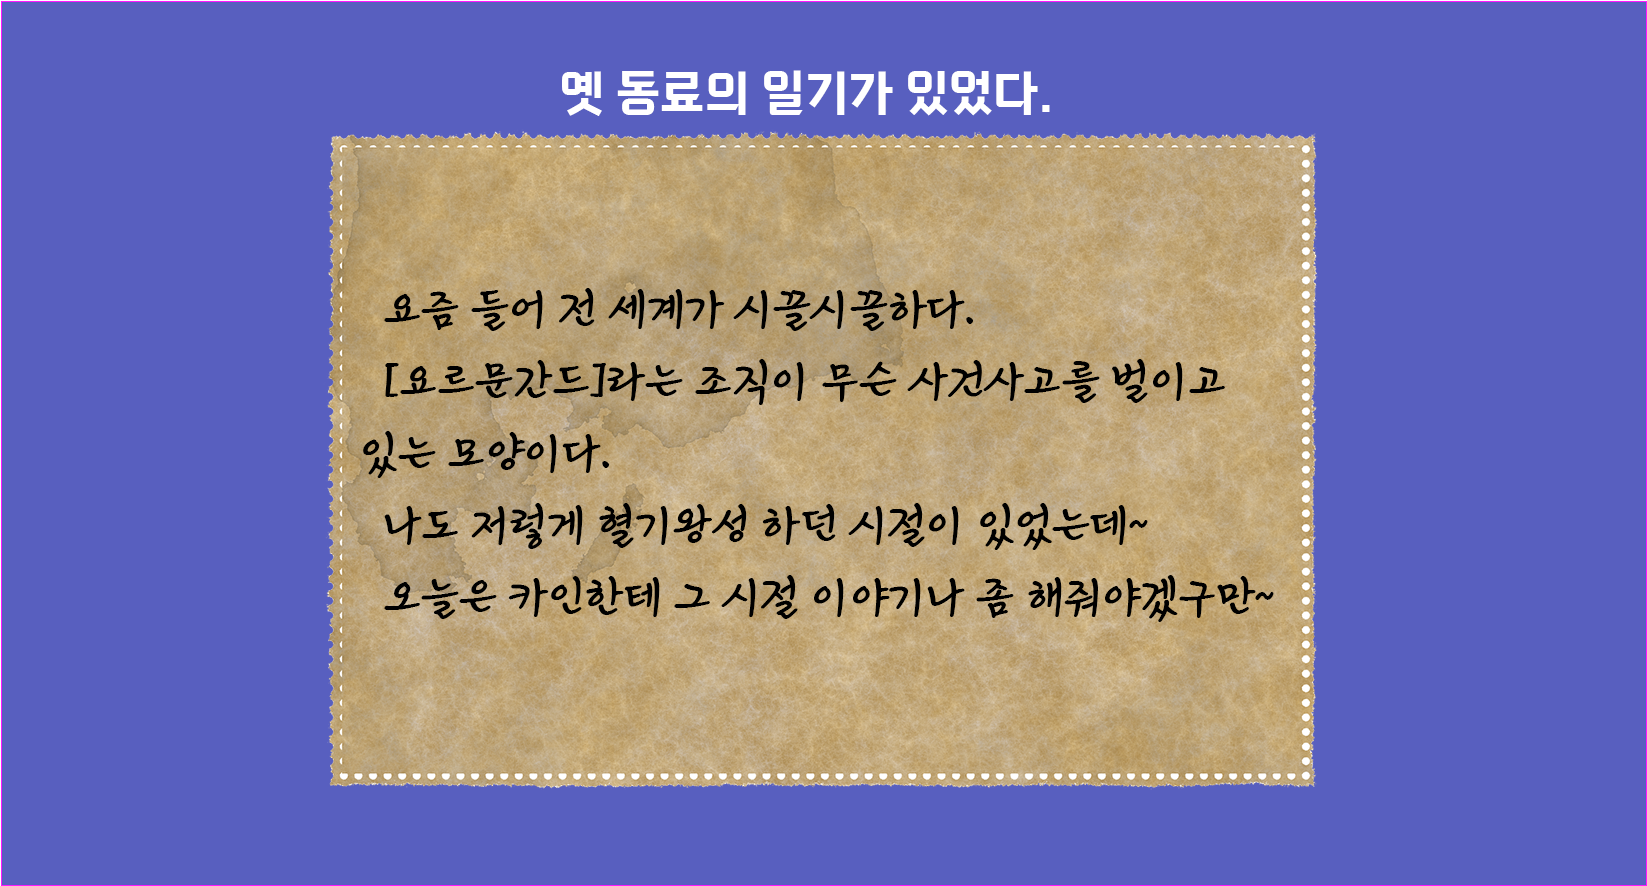 옛 동료의 일기가 있었다.
요즘 들어 전 세계가 시끌시끌하다.
[요르문간드]라는 조직이 무슨 사건사고를 벌이고
있는 모양이다.
나도 저렇게 혈기왕성 하던 시절이 있었는데~
오늘은 카인한테 그 시절 이야기나 좀 해줘야겠구만~